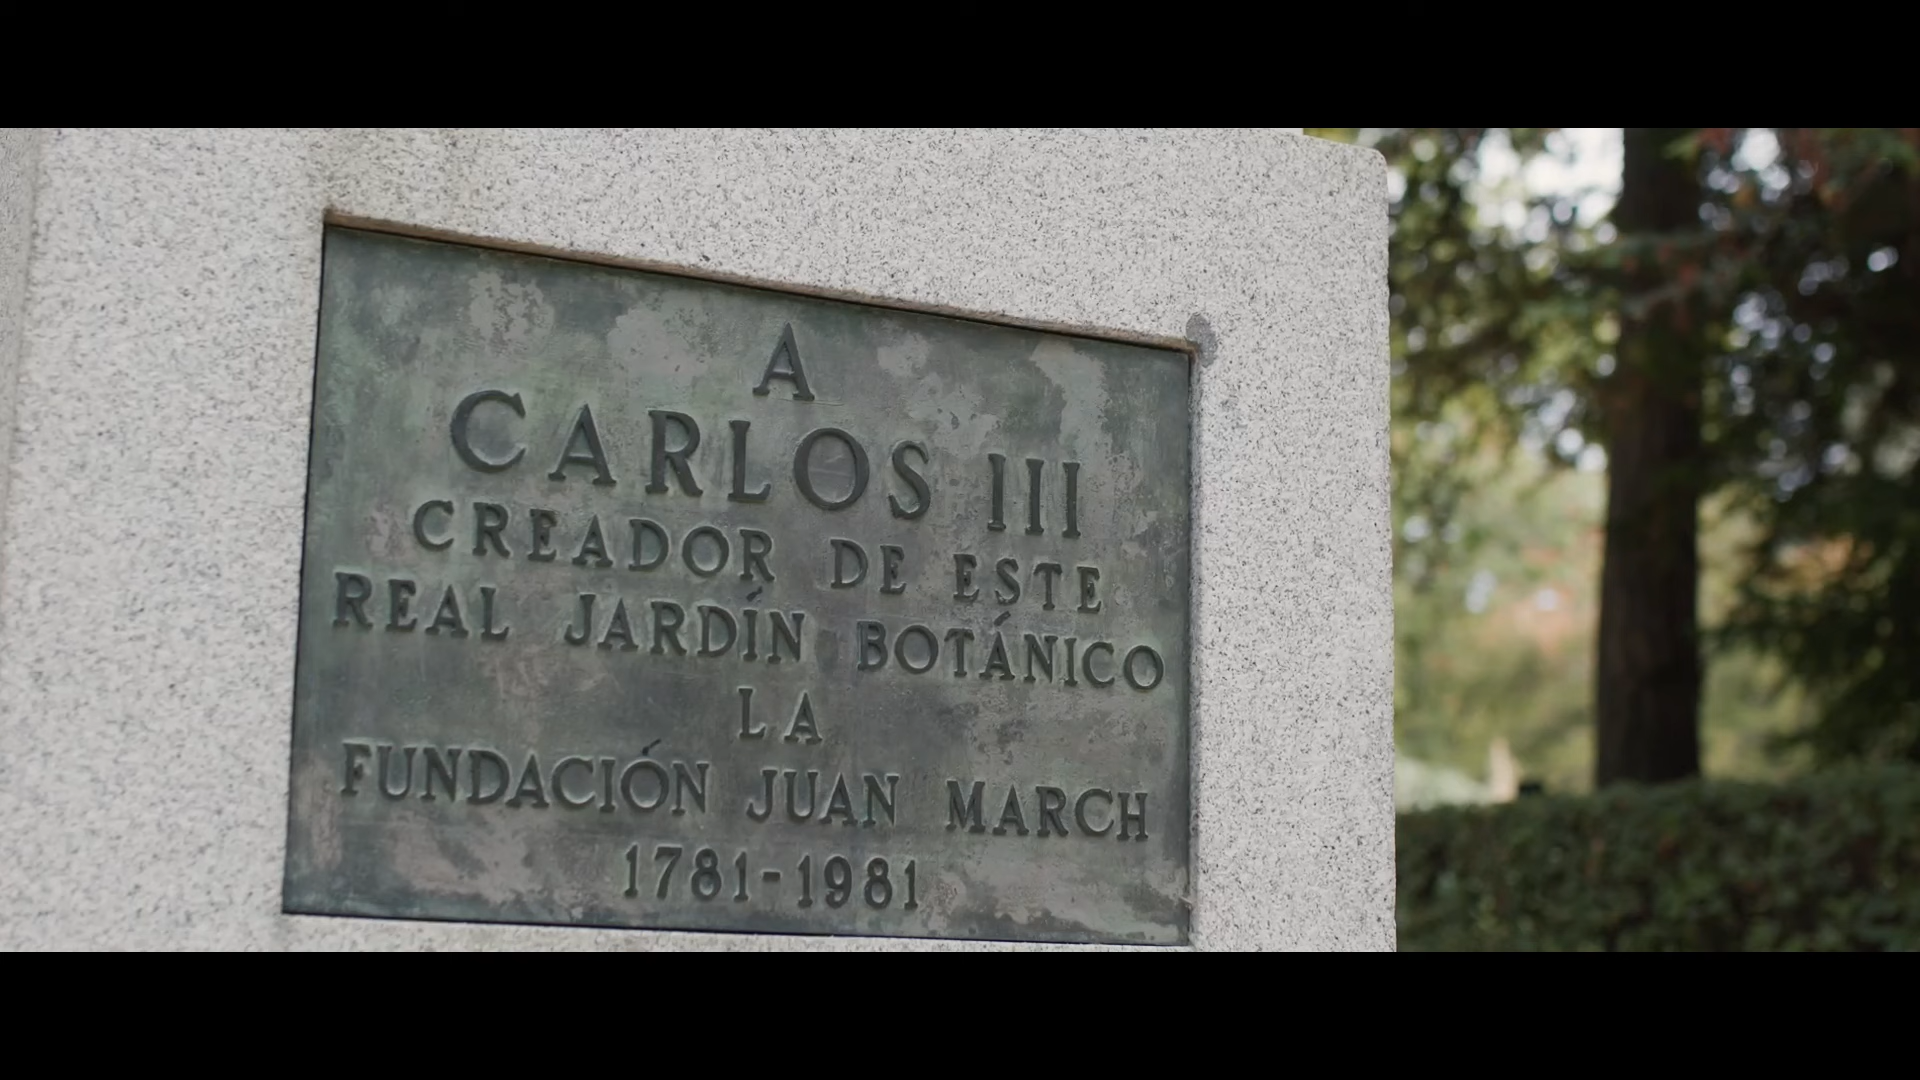 A
CARLOS III
CREADOR DE ESTE
REAL JARDÍN BOTÁNICO
LA
FUNDACIÓN JUAN MARCH
1781-1981